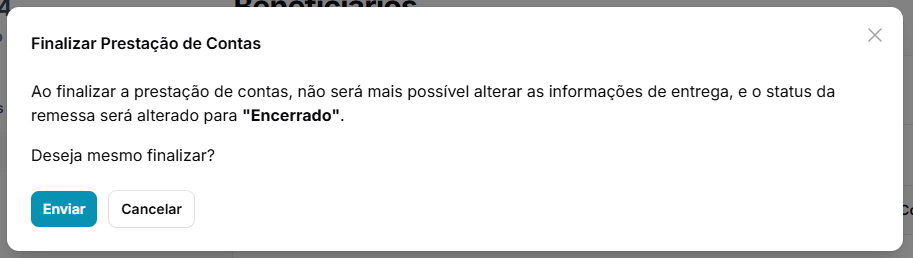 Beneficiários
Finalizar Prestação de Contas
Ao finalizar a prestação de contas, não será mais possível alterar as informações de entrega, e o status da
remessa será alterado para "Encerrado".
Deseja mesmo finalizar?
Enviar
Cancelar